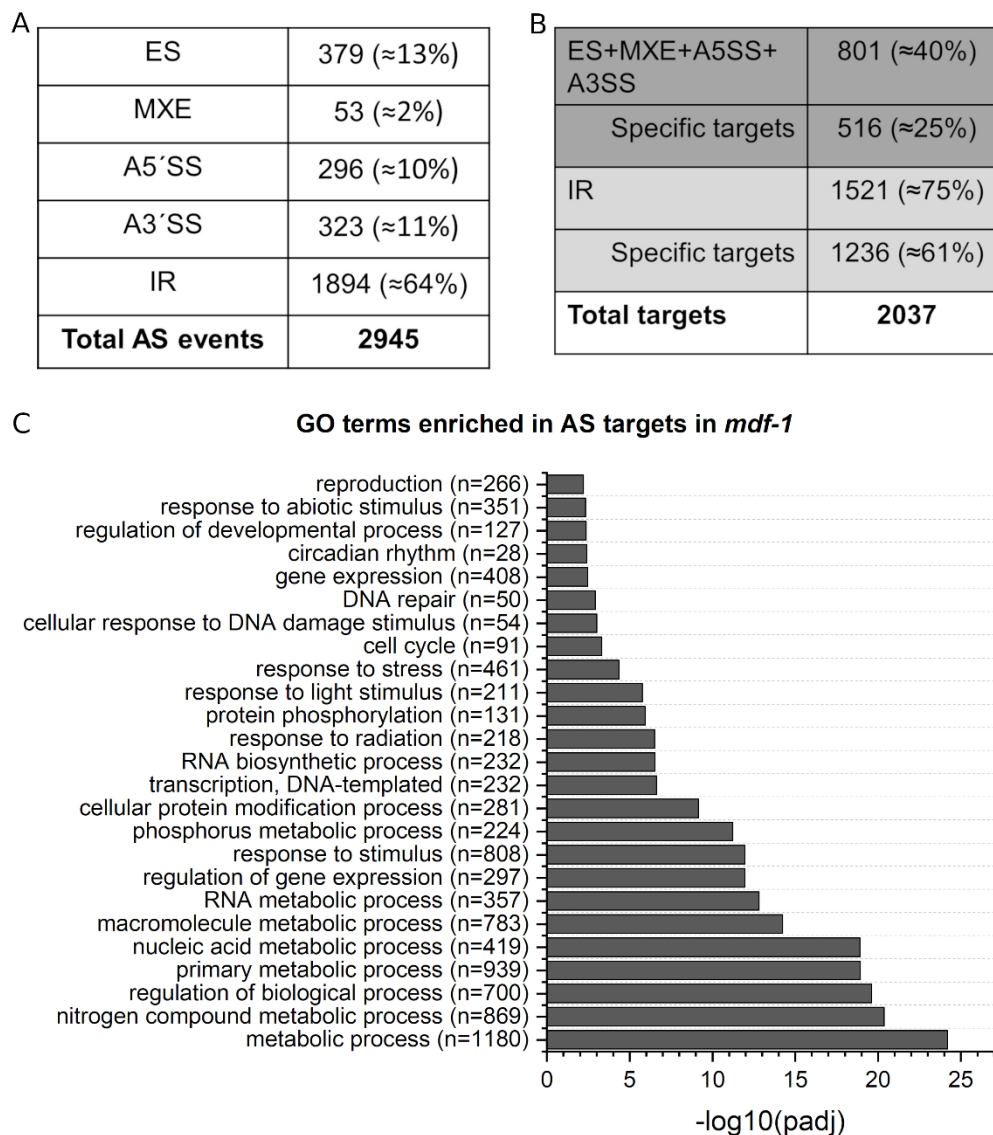 A
ES 379 (≈13%)
MXE 53 (≈2%)
A5´SS 296 (≈10%)
A3´SS 323 (≈11%)
IR 1894 (≈64%)
Total AS events 2945
B
ES+MXE+A5SS+ 801 (≈40%)
A3SS
Specific targets 516 (≈25%)
IR 1521 (≈75%)
Specific targets 1236 (≈61%)
Total targets 2037
C
GO terms enriched in AS targets in mdf-1
reproduction (n=266)
response to abiotic stimulus (n=351)
regulation of developmental process (n=127)
circadian rhythm (n=28)
gene expression (n=408)
DNA repair (n=50)
cellular response to DNA damage stimulus (n=54)
cell cycle (n=91)
response to stress (n=461)
response to light stimulus (n=211)
protein phosphorylation (n=131)
response to radiation (n=218)
RNA biosynthetic process (n=232)
transcription, DNA-templated (n=232)
cellular protein modification process (n=281)
phosphorus metabolic process (n=224)
response to stimulus (n=808)
regulation of gene expression (n=297)
RNA metabolic process (n=357)
macromolecule metabolic process (n=783)
nucleic acid metabolic process (n=419)
primary metabolic process (n=939)
regulation of biological process (n=700)
nitrogen compound metabolic process (n=869)
metabolic process (n=1180)
0 5 10 15 20 25
-log10(padj)